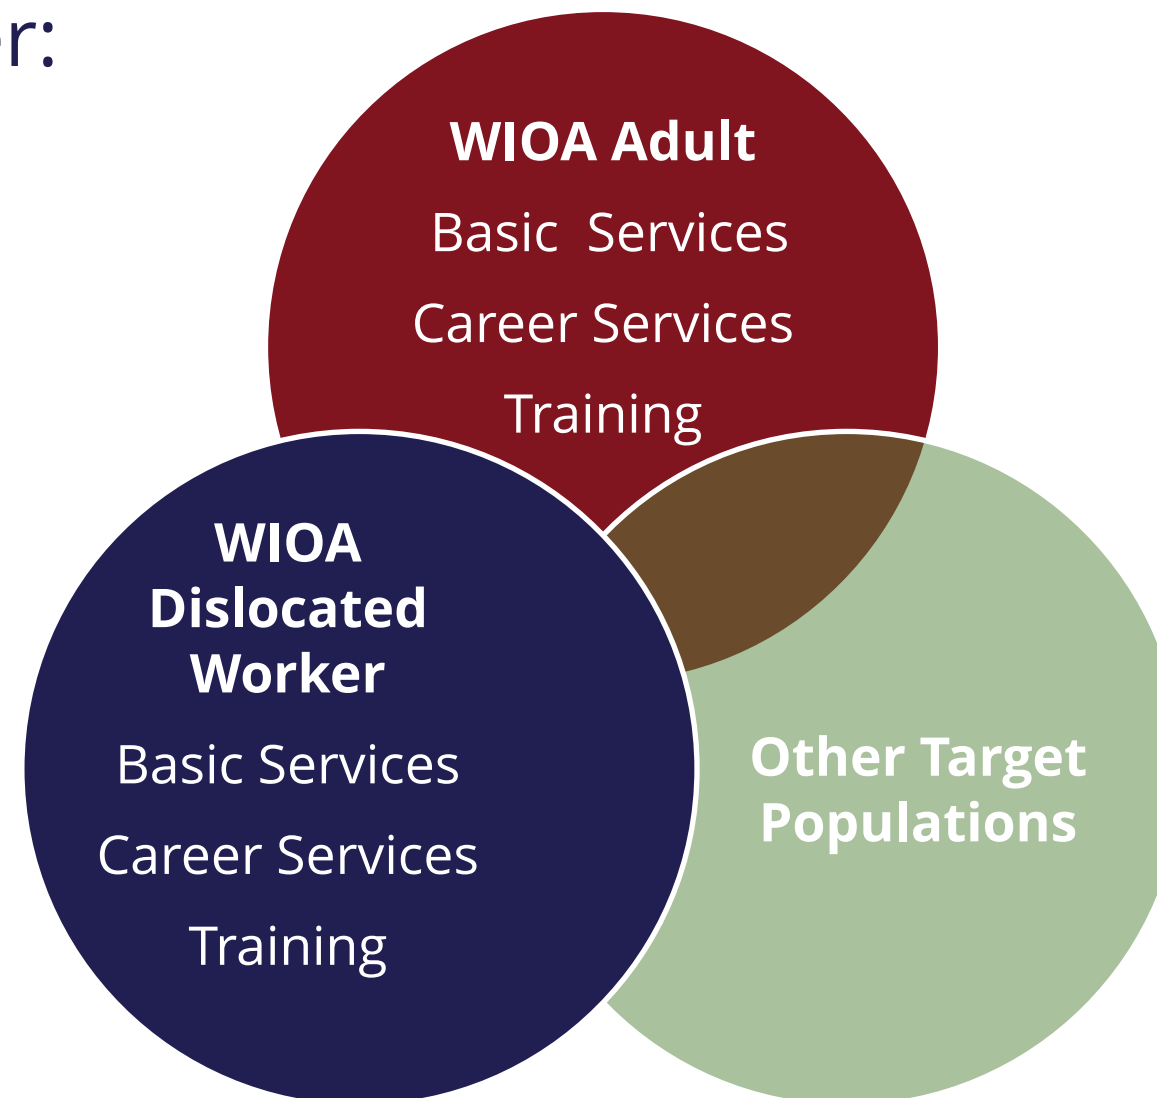 r:
WIOA Adult
Basic Services
Career Services
Training
WIOA
Dislocated
Worker
Basic Services
Career Services
Training
Other Target
Populations